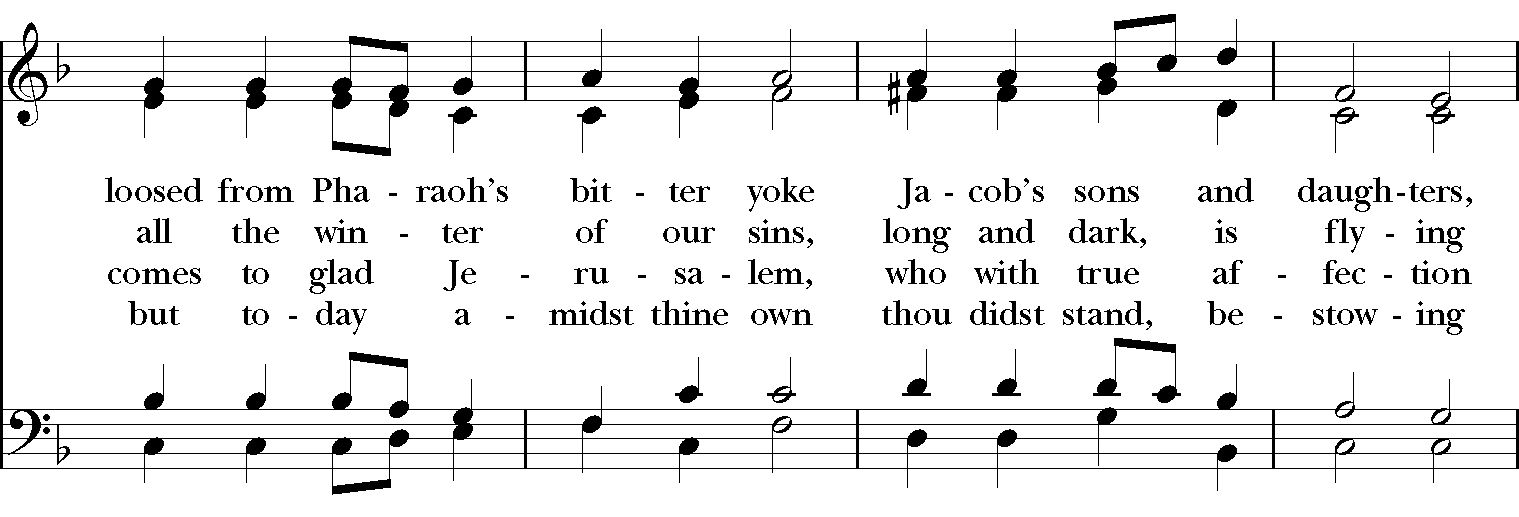 loosed from Pha - raoh's bit - ter yoke Ja - cob's sons and daugh - ters,
all the win - ter of our sins, long and dark, is fly - ing
comes to glad Je - ru - sa - lem, who with true af - fec - tion
but to - day a - midst thine own thou didst stand, be - stow - ing